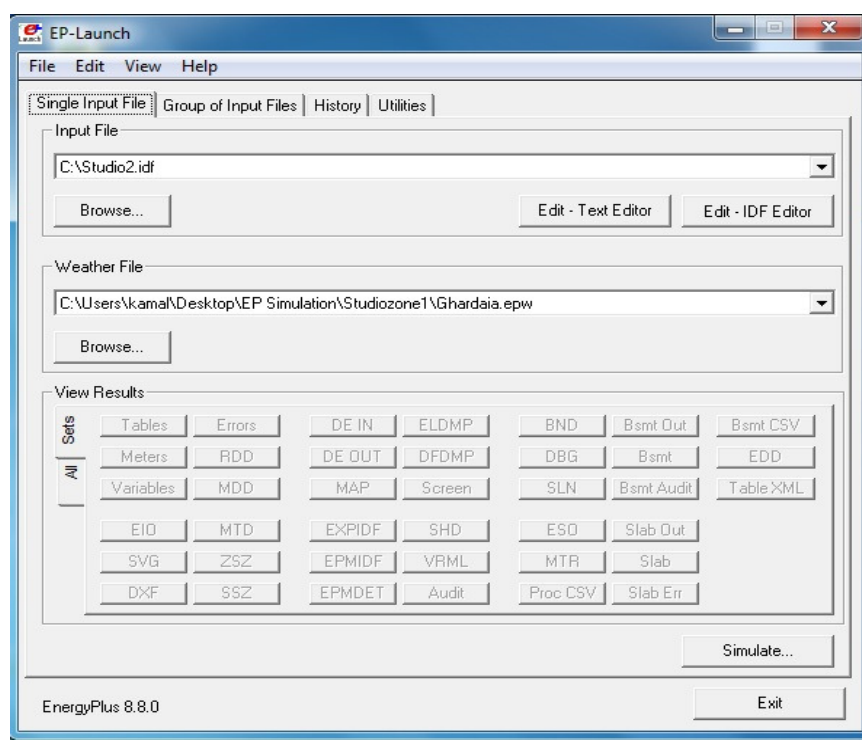 EP-Launch
File Edit View Help
Single Input File Group of Input Files History Utilities
Input File
C:\Studio2.idf
Browse... Edit - Text Editor Edit - IDF Editor
Weather File
C:\Users\kamal\Desktop\EP Simulation\Studiozone1\Ghardaia.epw
Browse...
View Results
Sets
All
Tables Errors DE IN ELDMP BND Bsmt Out Bsmt CSV
Meters RDD DE OUT DFDMP DBG Bsmt EDD
Variables MDD MAP Screen SLN Bsmt Audit Table XML
EIO MTD EXPIDF SHD ESO Slab Out
SVG ZSZ EPMIDF VRML MTR Slab
DXF SSZ EPMDET Audit Proc CSV Slab Err
Simulate...
EnergyPlus 8.8.0 Exit